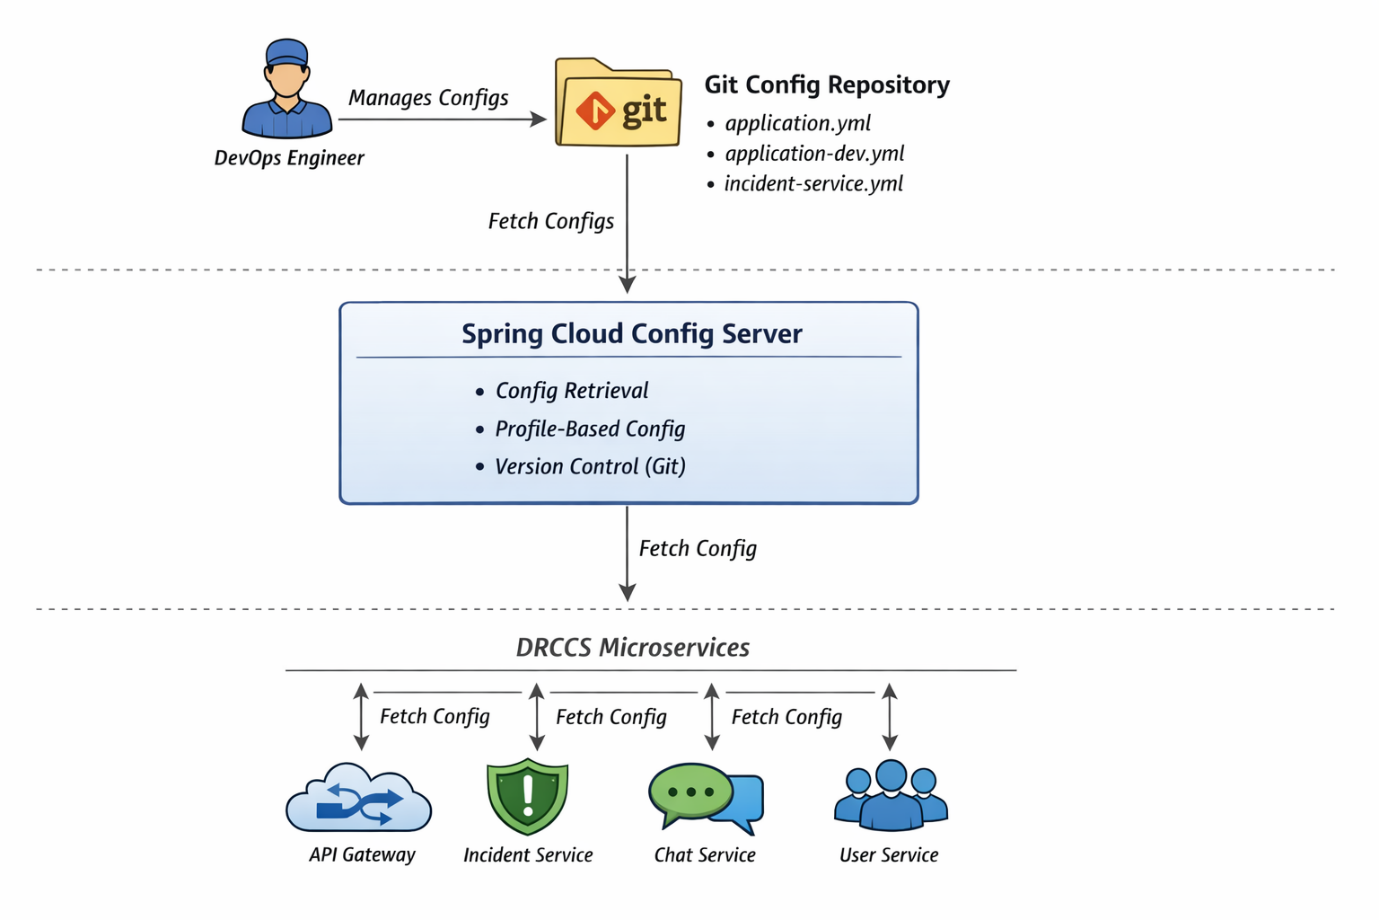 Manages Configs
git
DevOps Engineer
Git Config Repository
• application.yml
• application-dev.yml
• incident-service.yml
Fetch Configs
Spring Cloud Config Server
• Config Retrieval
• Profile-Based Config
• Version Control (Git)
Fetch Config
DRCCS Microservices
Fetch Config
Fetch Config
Fetch Config
API Gateway
Incident Service
Chat Service
User Service